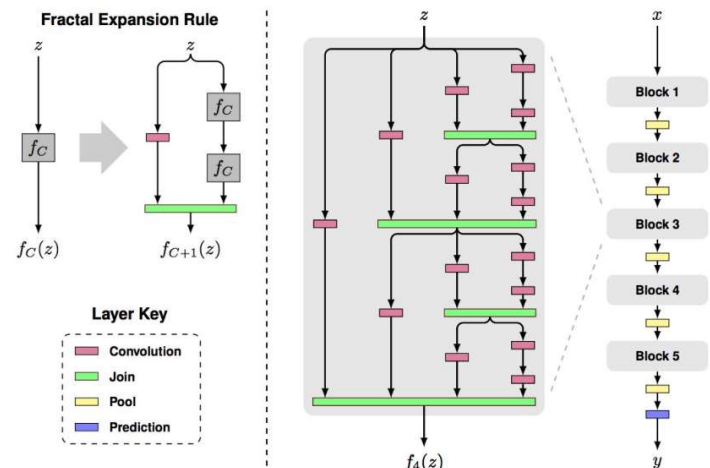 Fractal Expansion Rule
z
z
f_C
f_C
f_C
f_C(z)
f_{C+1}(z)
Layer Key
Convolution
Join
Pool
Prediction
z
f_4(z)
x
Block 1
Block 2
Block 3
Block 4
Block 5
y